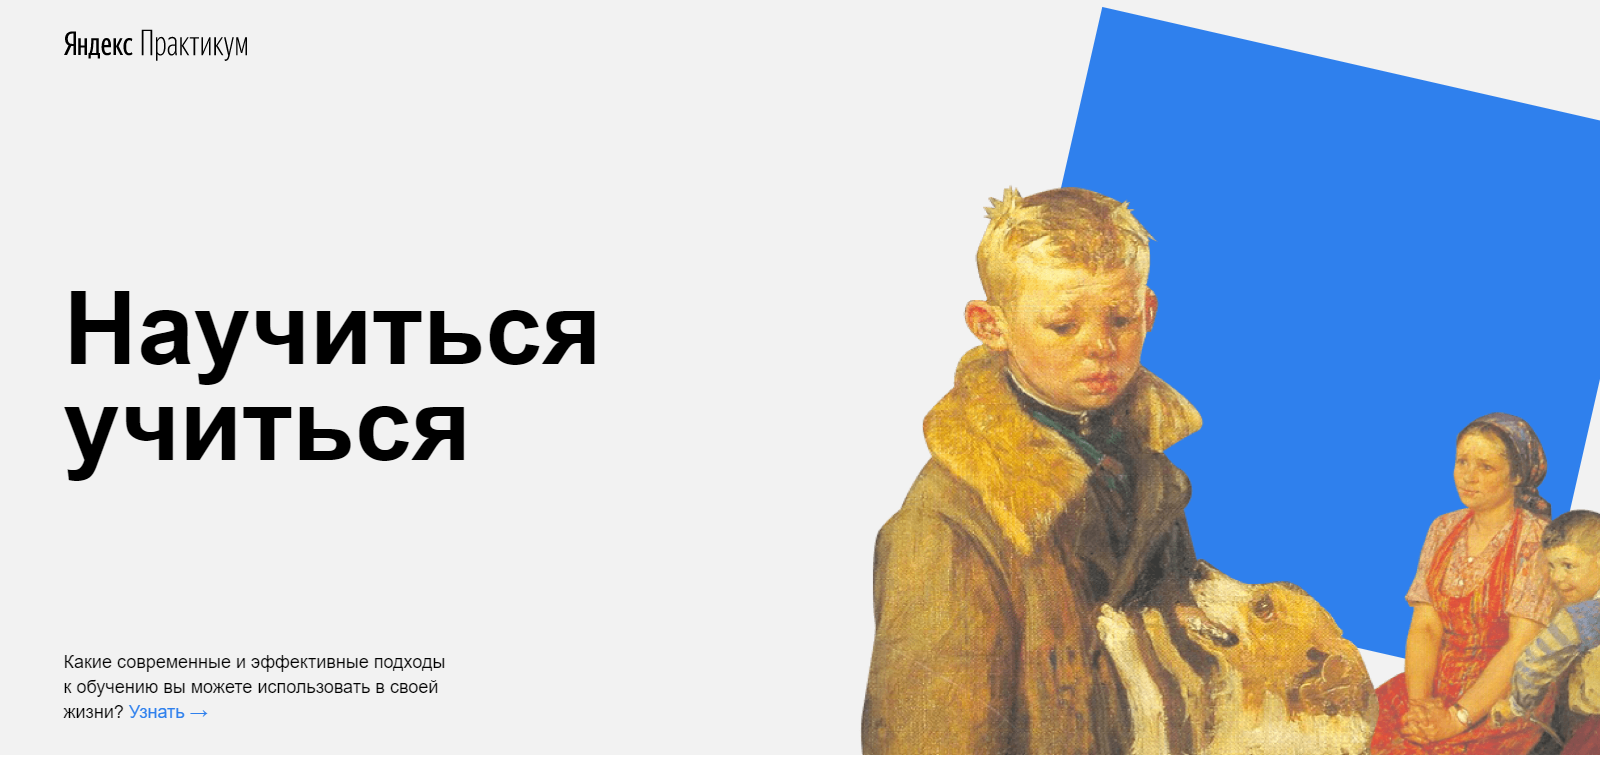 Яндекс Практикум
Научиться
учиться
Какие современные и эффективные подходы
к обучению вы можете использовать в своей
жизни? Узнать →